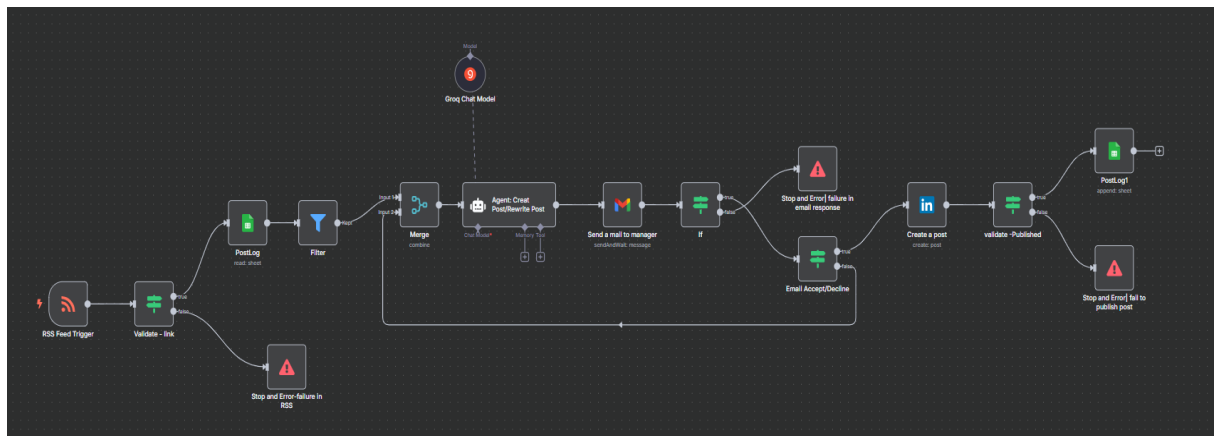 Model
Groq Chat Model
PostLog
read: sheet
Filter
Kept
Input 1
Input 2
Merge
combine
Agent: Creat
Post/Rewrite Post
Chat Model*
Memory
Tool
Send a mail to manager
sendAndWait: message
If
true
false
Stop and Error| failure in
email response
Email Accept/Decline
true
false
Create a post
create: post
validate -Published
true
false
PostLog1
append: sheet
Stop and Error| fail to
publish post
RSS Feed Trigger
Validate - link
true
false
Stop and Error-failure in
RSS